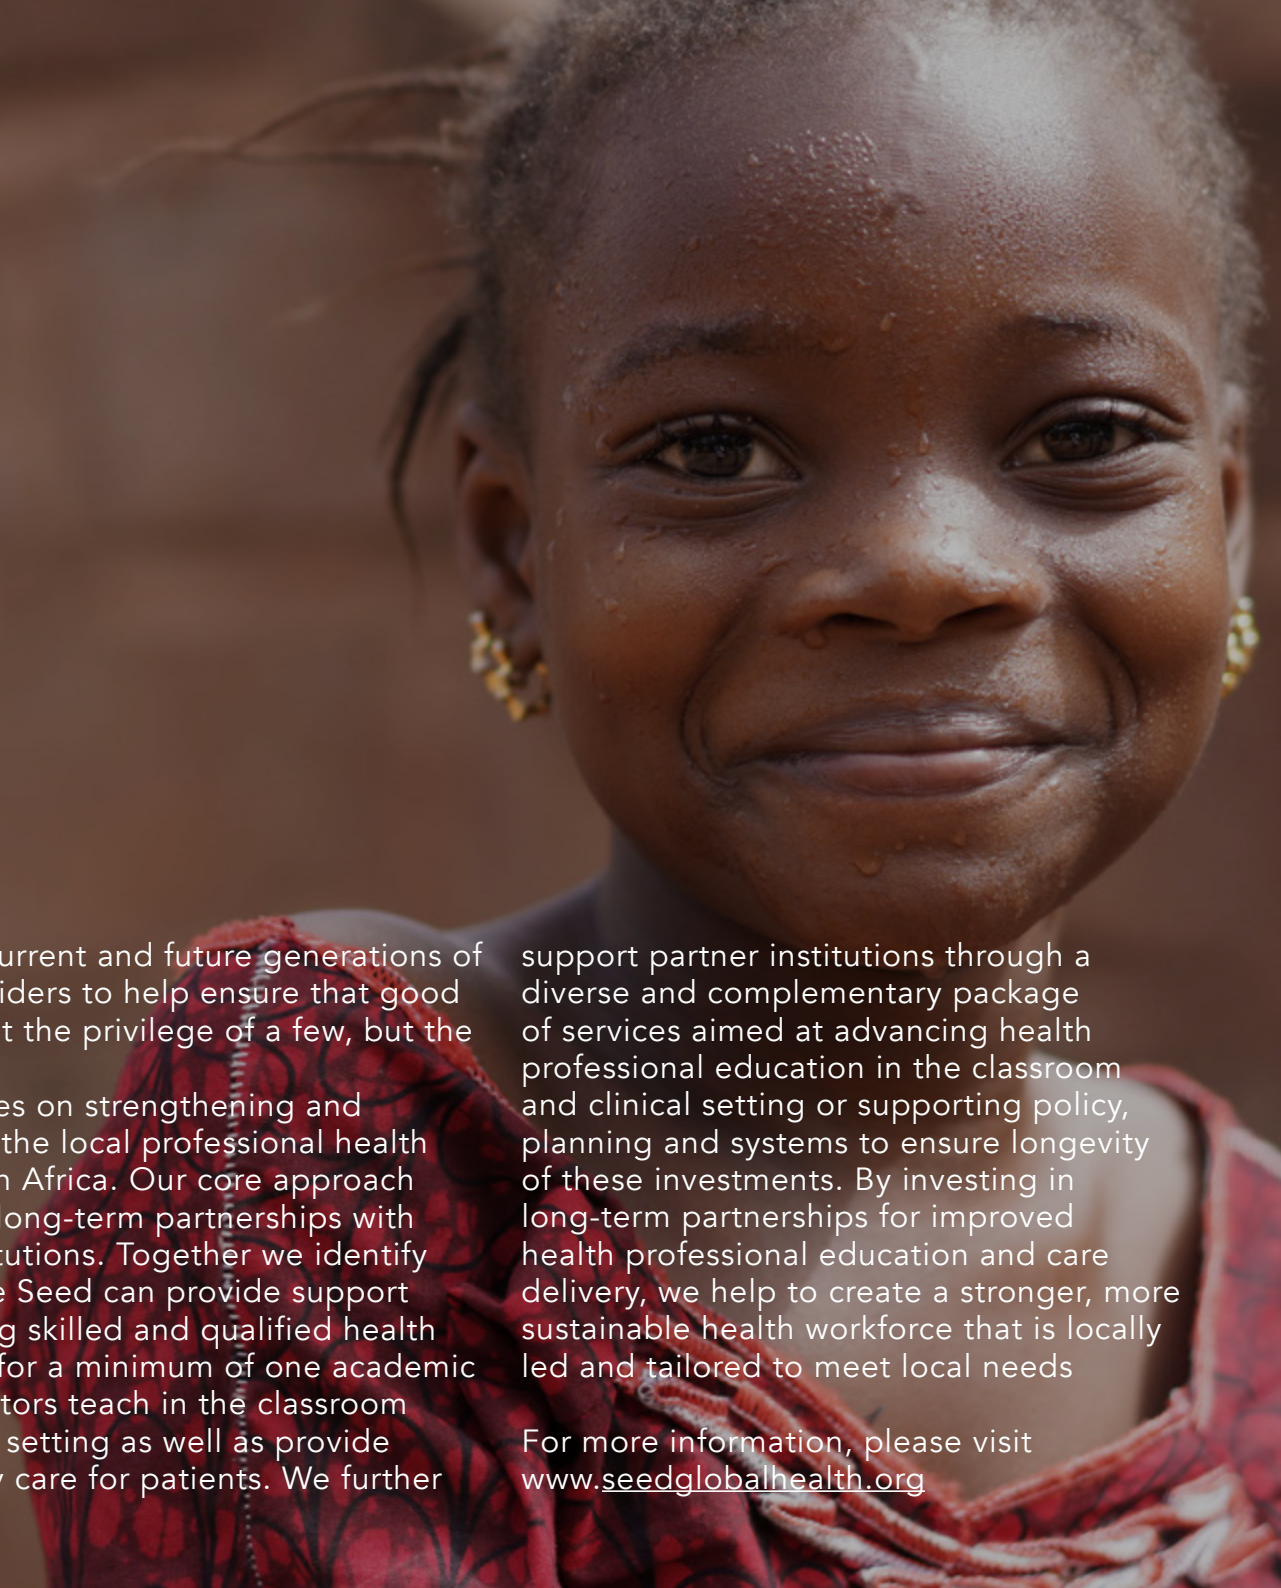 urrent and future generations of
iders to help ensure that good
t the privilege of a few, but the
es on strengthening and
the local professional health
n Africa. Our core approach
long-term partnerships with
tutions. Together we identify
e Seed can provide support
g skilled and qualified health
for a minimum of one academic
tors teach in the classroom
setting as well as provide
y care for patients. We further
support partner institutions through a
diverse and complementary package
of services aimed at advancing health
professional education in the classroom
and clinical setting or supporting policy,
planning and systems to ensure longevity
of these investments. By investing in
long-term partnerships for improved
health professional education and care
delivery, we help to create a stronger, more
sustainable health workforce that is locally
led and tailored to meet local needs
For more information, please visit
www.seedglobalhealth.org